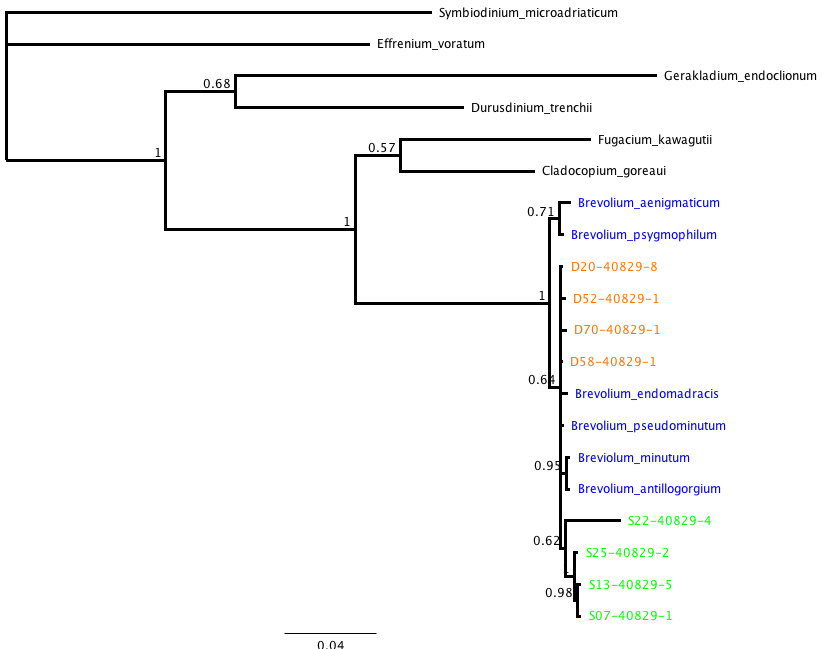 Symbiodinium_microadriaticum
Effrenium_voratum
Gerakladium_endoclionum
0.68
Durusdinium_trenchii
Fugacium_kawagutii
0.57
1
Cladocopium_goreaui
Brevolium_aenigmaticum
0.71
1
Brevolium_psygmophilum
D20-40829-8
1
D52-40829-1
D70-40829-1
D58-40829-1
0.64
Brevolium_endomadracis
Brevolium_pseudominutum
Breviolum_minutum
0.95
Brevolium_antillogorgium
S22-40829-4
0.62
S25-40829-2
S13-40829-5
0.98
S07-40829-1
0.04